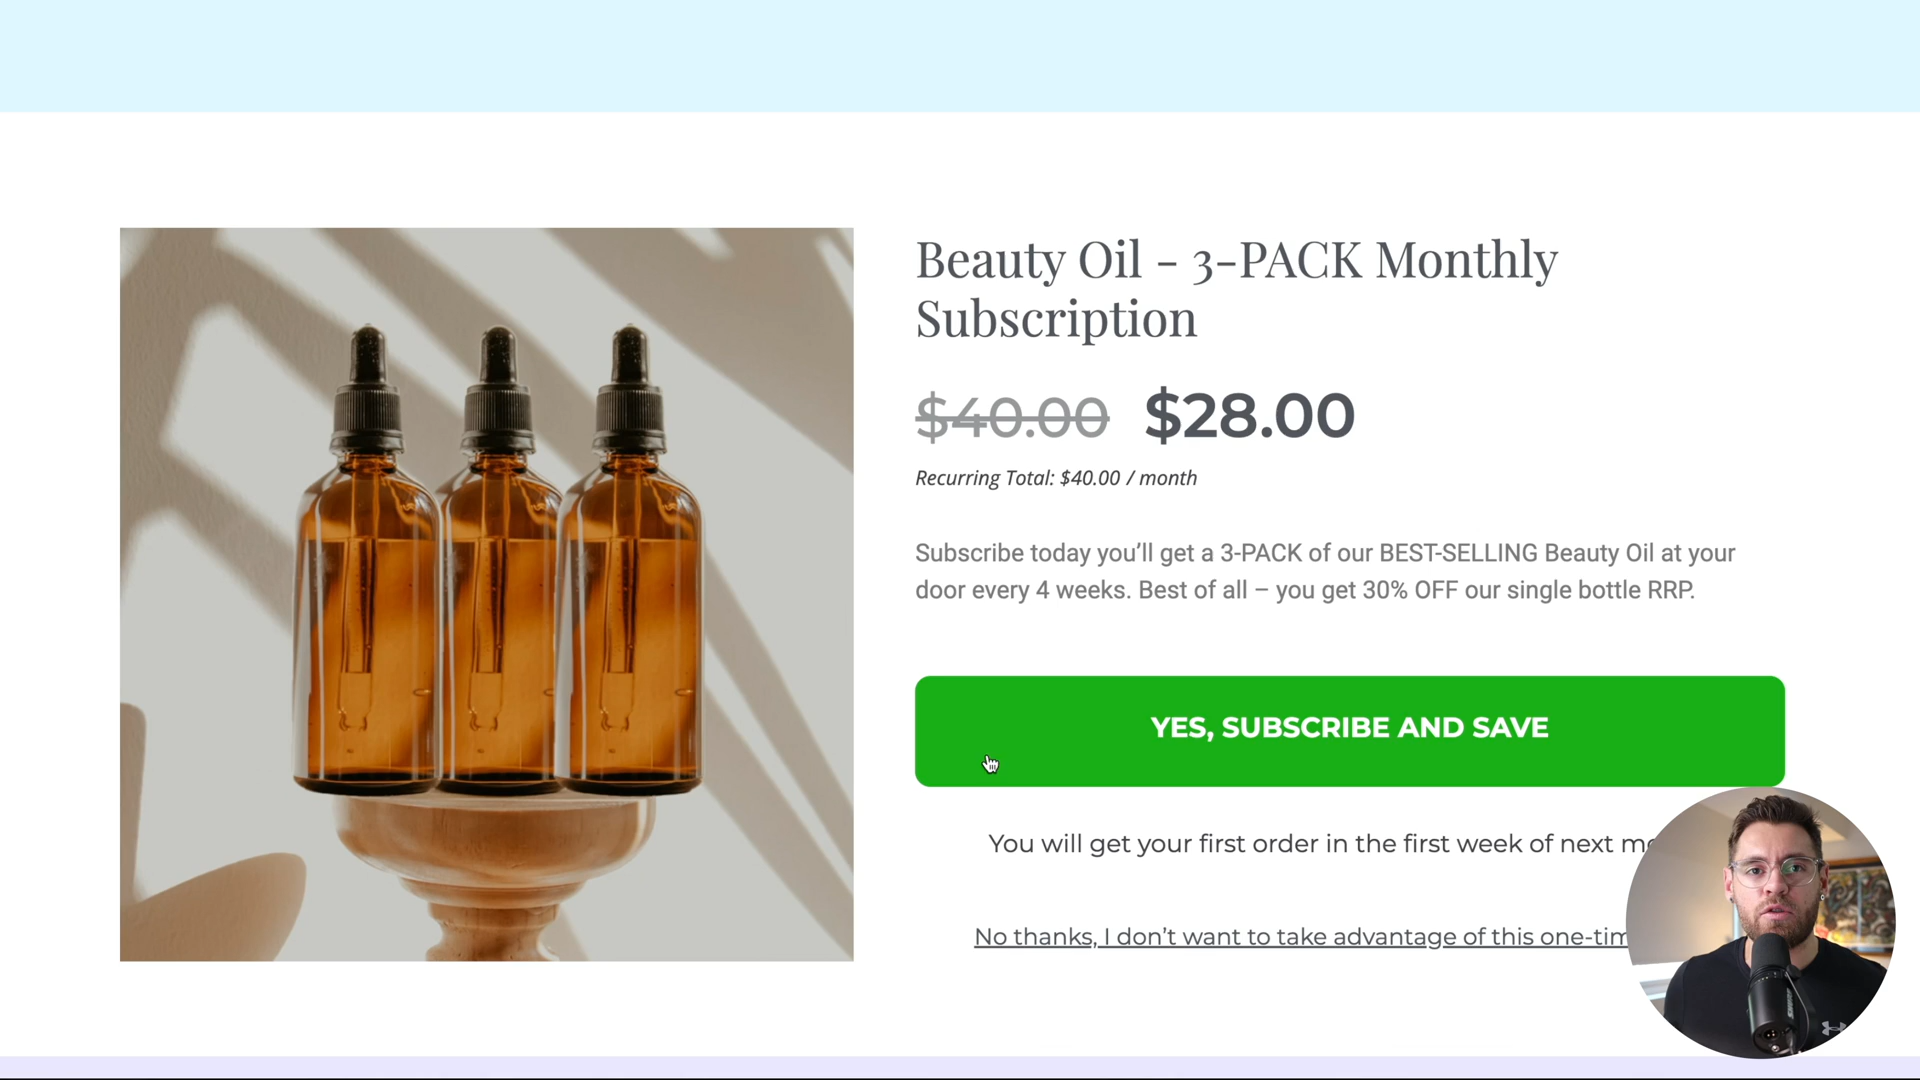 Beauty Oil - 3-PACK Monthly
Subscription
$40.00 $28.00
Recurring Total: $40.00 / month
Subscribe today you’ll get a 3-PACK of our BEST-SELLING Beauty Oil at your
door every 4 weeks. Best of all – you get 30% OFF our single bottle RRP.
YES, SUBSCRIBE AND SAVE
You will get your first order in the first week of next
No thanks, I don’t want to take advantage of this